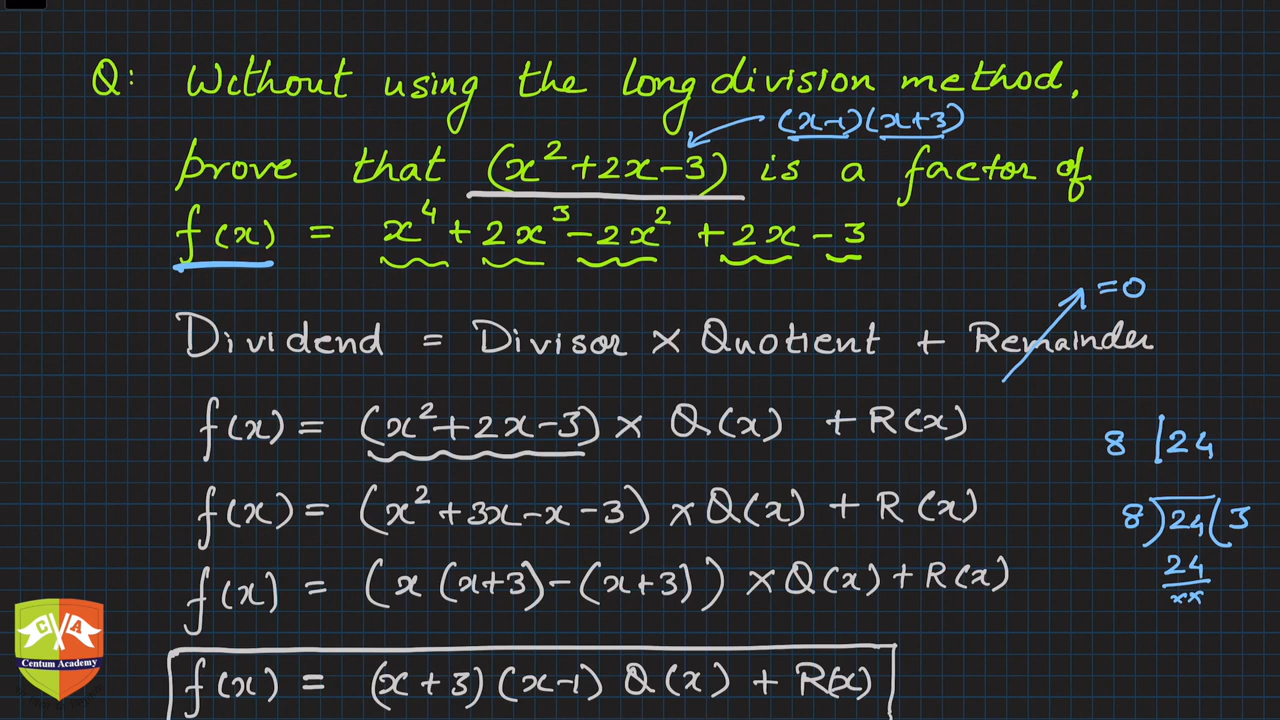 Q: Without using the long division method,
(x-1)(x+3)
prove that (x²+2x-3) is a factor of
f(x) = x⁴ + 2x³ - 2x² + 2x - 3
=0
Dividend = Divisor × Quotient + Remainder
f(x) = (x²+2x-3) × Q(x) + R(x)
8 |24
f(x) = (x²+3x-x-3) × Q(x) + R(x)
8)24(3
24
xx
f(x) = (x(x+3)-(x+3)) × Q(x) + R(x)
f(x) = (x+3)(x-1) Q(x) + R(x)
C A
Centum Academy